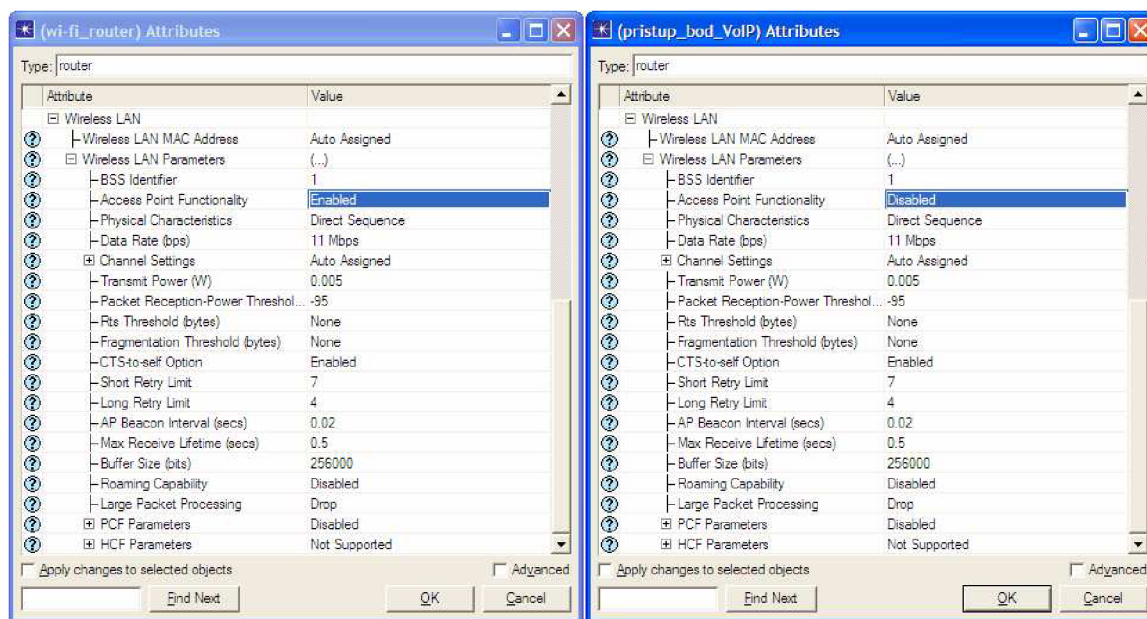 (wi-fi_router) Attributes
Type: router
Attribute Value
Wireless LAN
Wireless LAN MAC Address Auto Assigned
Wireless LAN Parameters (...)
BSS Identifier 1
Access Point Functionality Enabled
Physical Characteristics Direct Sequence
Data Rate (bps) 11 Mbps
Channel Settings Auto Assigned
Transmit Power (W) 0.005
Packet Reception-Power Threshol... -95
Rts Threshold (bytes) None
Fragmentation Threshold (bytes) None
CTS-to-self Option Enabled
Short Retry Limit 7
Long Retry Limit 4
AP Beacon Interval (secs) 0.02
Max Receive Lifetime (secs) 0.5
Buffer Size (bits) 256000
Roaming Capability Disabled
Large Packet Processing Drop
PCF Parameters Disabled
HCF Parameters Not Supported
Apply changes to selected objects Advanced
Find Next OK Cancel
(pristup_bod_VoIP) Attributes
Type: router
Attribute Value
Wireless LAN
Wireless LAN MAC Address Auto Assigned
Wireless LAN Parameters (...)
BSS Identifier 1
Access Point Functionality Disabled
Physical Characteristics Direct Sequence
Data Rate (bps) 11 Mbps
Channel Settings Auto Assigned
Transmit Power (W) 0.005
Packet Reception-Power Threshol... -95
Rts Threshold (bytes) None
Fragmentation Threshold (bytes) None
CTS-to-self Option Enabled
Short Retry Limit 7
Long Retry Limit 4
AP Beacon Interval (secs) 0.02
Max Receive Lifetime (secs) 0.5
Buffer Size (bits) 256000
Roaming Capability Disabled
Large Packet Processing Drop
PCF Parameters Disabled
HCF Parameters Not Supported
Apply changes to selected objects Advanced
Find Next OK Cancel